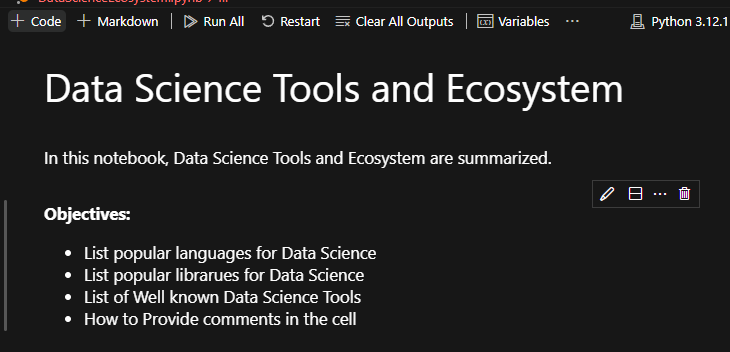 DataScienceEcosystem.ipynb > ...
+ Code + Markdown | Run All Restart Clear All Outputs | Variables ... Python 3.12.1
Data Science Tools and Ecosystem
In this notebook, Data Science Tools and Ecosystem are summarized.
Objectives:
• List popular languages for Data Science
• List popular librarues for Data Science
• List of Well known Data Science Tools
• How to Provide comments in the cell